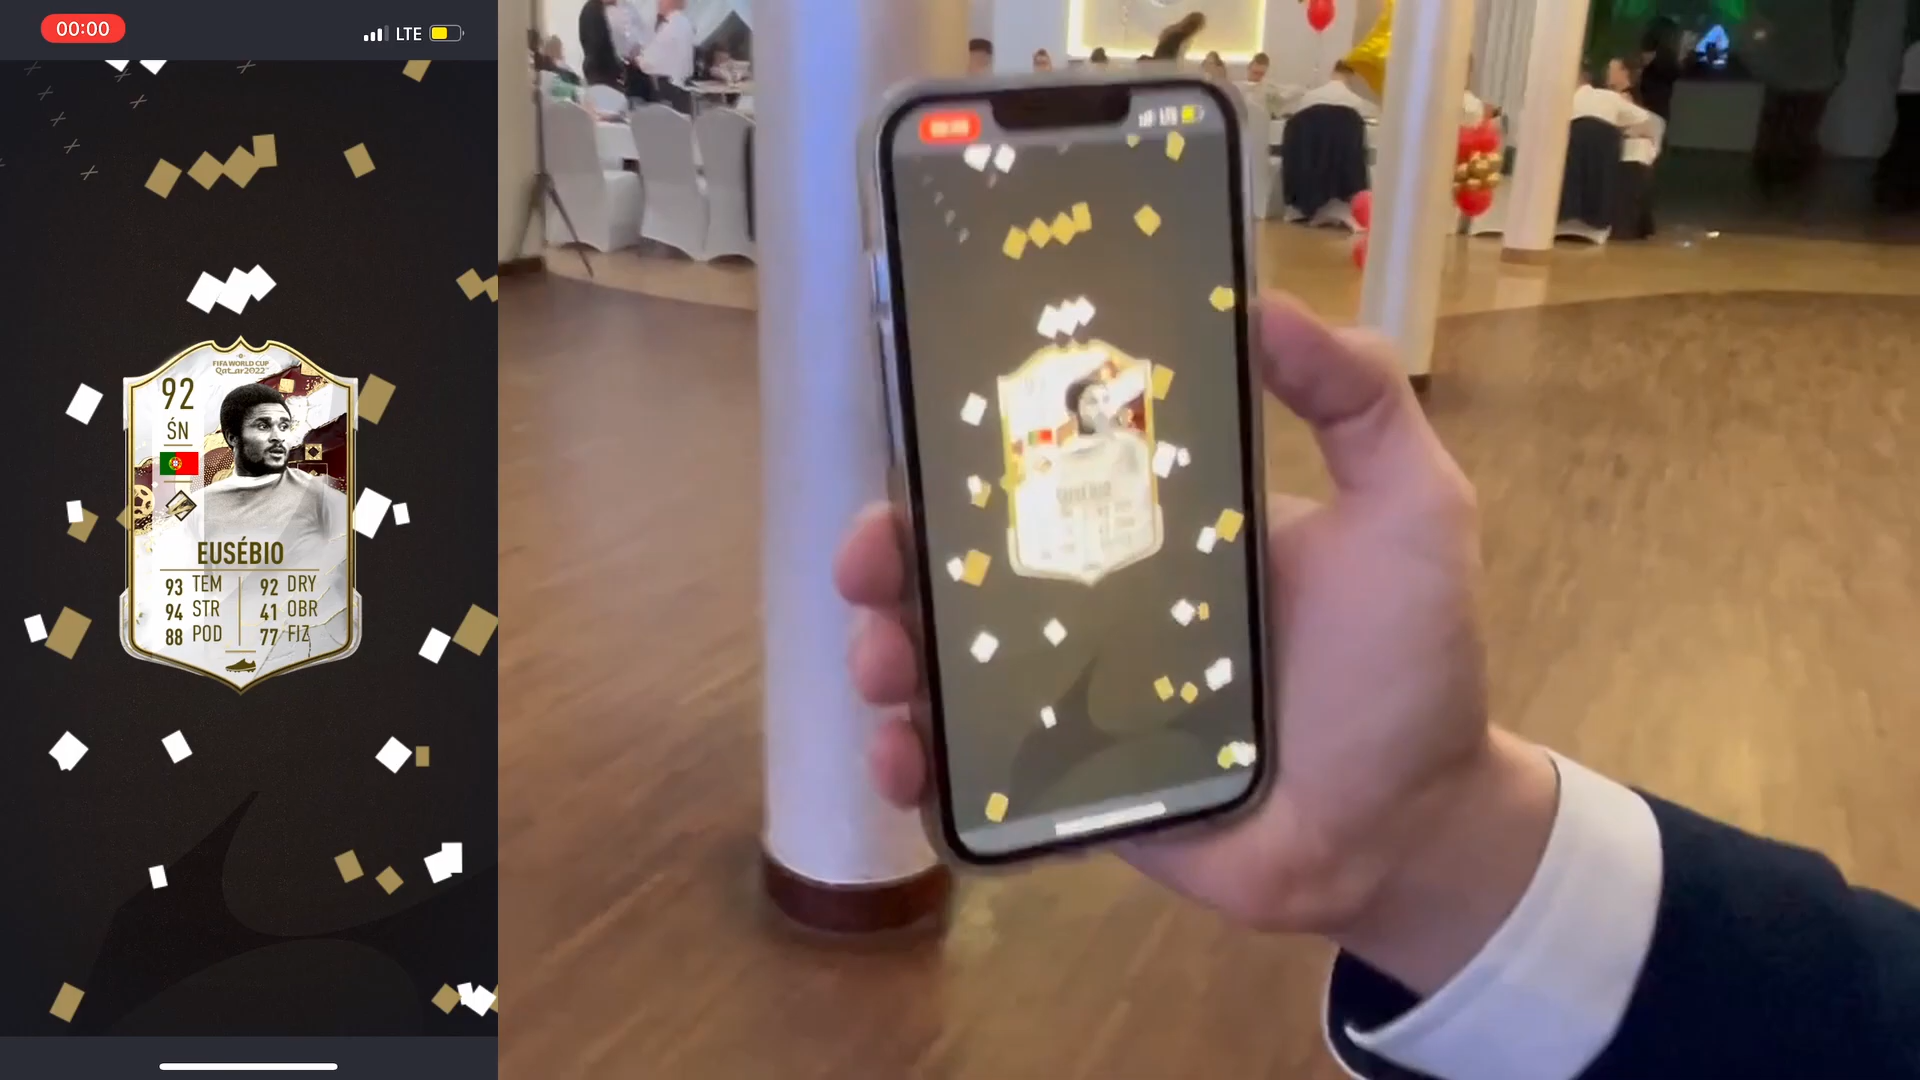 00:00
LTE
FIFA WORLD CUP
Qatar2022
92
ŚN
EUSÉBIO
93 TEM 92 DRY
94 STR 41 OBR
88 POD 77 FIZ